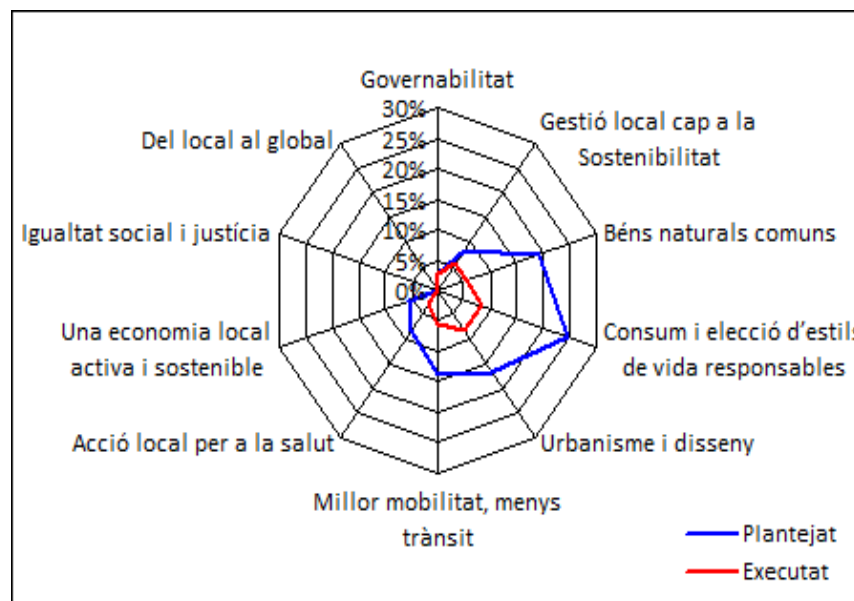 Governabilitat
30%
25%
20%
15%
10%
5%
0%
Gestió local cap a la
Sostenibilitat
Béns naturals comuns
Consum i elecció d'estils
de vida responsables
Urbanisme i disseny
Millor mobilitat, menys
trànsit
Acció local per a la salut
Una economia local
activa i sostenible
Igualtat social i justícia
Del local al global
Plantejat
Executat